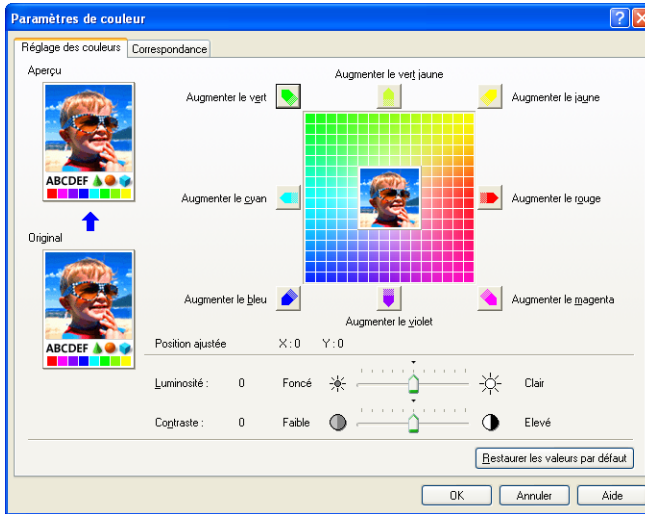 Paramètres de couleur
Réglage des couleurs
Correspondance
Aperçu
Augmenter le vert jaune
Augmenter le vert
Augmenter le jaune
ABCDEF
Augmenter le cyan
Augmenter le rouge
Original
Augmenter le bleu
Augmenter le magenta
Augmenter le violet
ABCDEF
Position ajustée X : 0 Y : 0
Luminosité : 0 Foncé Clair
Contraste : 0 Faible Elevé
Restaurer les valeurs par défaut
OK Annuler Aide